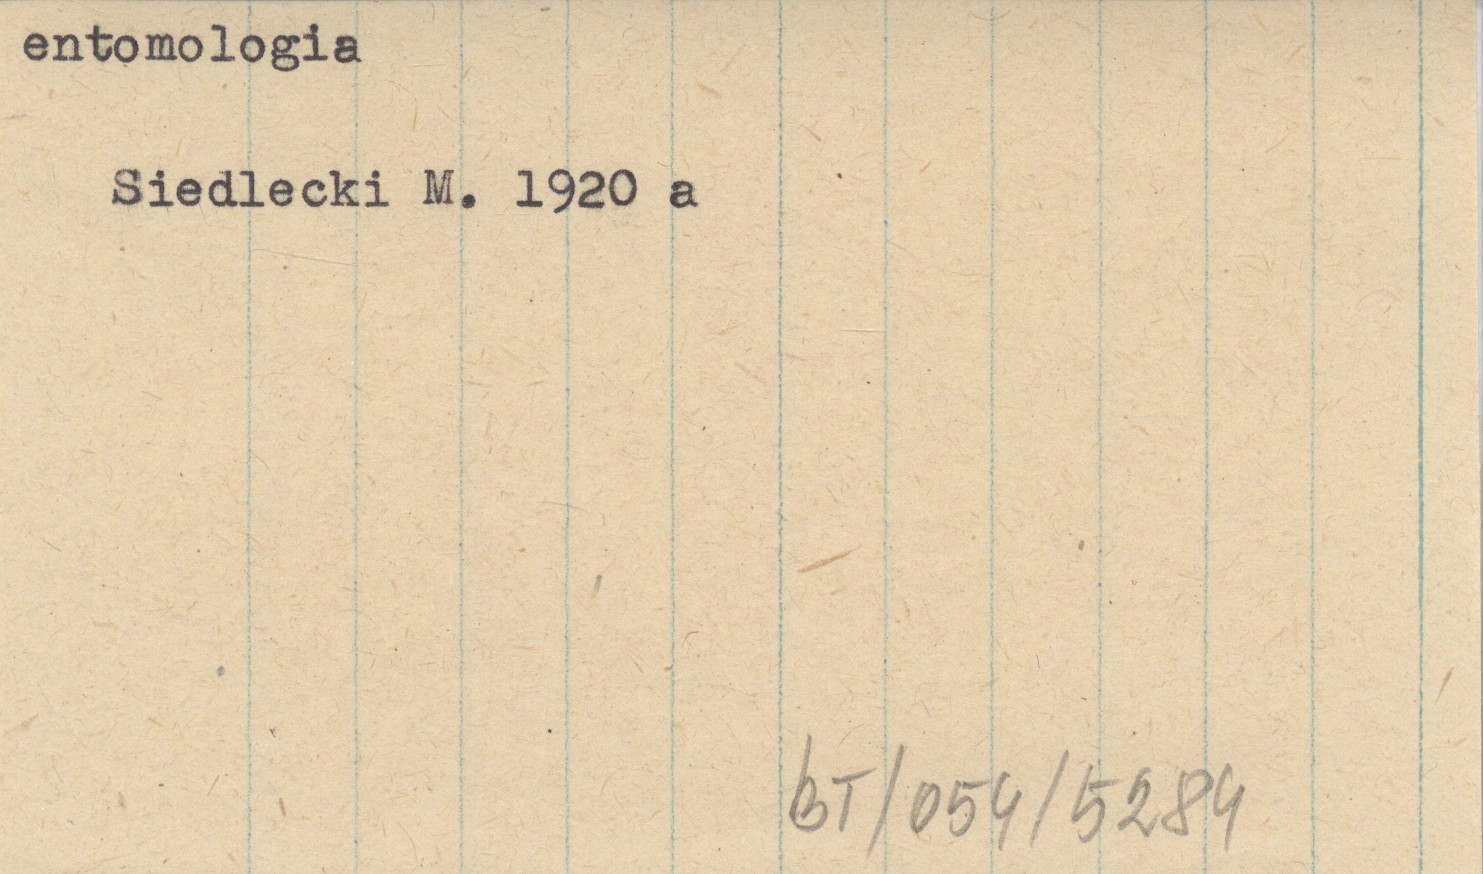 entomologia
Siedlecki M. 1920 a
BT/054/5284